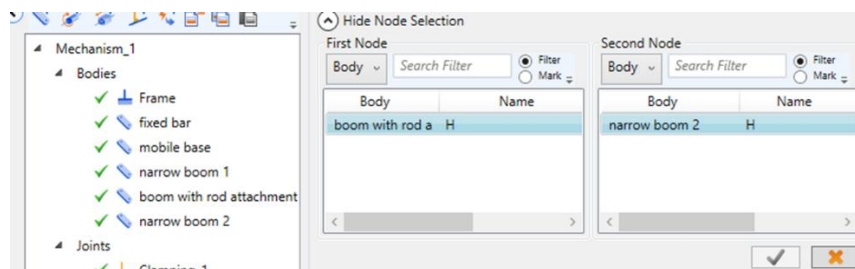 Mechanism_1
Bodies
Frame
fixed bar
mobile base
narrow boom 1
boom with rod attachment
narrow boom 2
Joints
Clamping_1
Hide Node Selection
First Node
Body
Search Filter
Filter
Mark
Body Name
boom with rod a H
Second Node
Body
Search Filter
Filter
Mark
Body Name
narrow boom 2 H